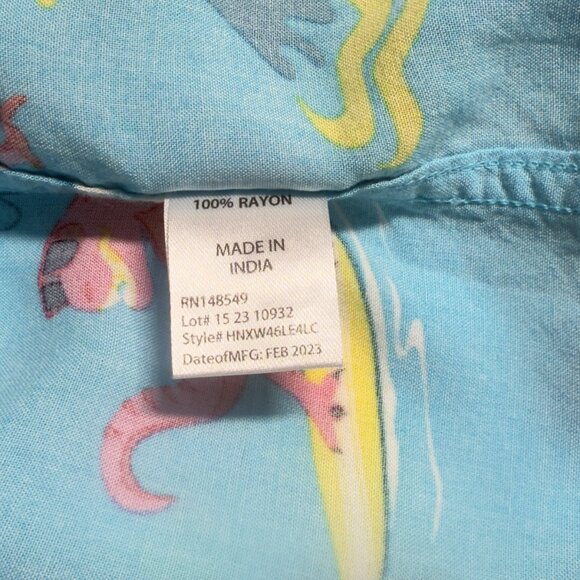 100% RAYON
MADE IN
INDIA
RN148549
Lot# 15 23 10932
Style# HNXW46LE4LC
DateofMFG: FEB 2023